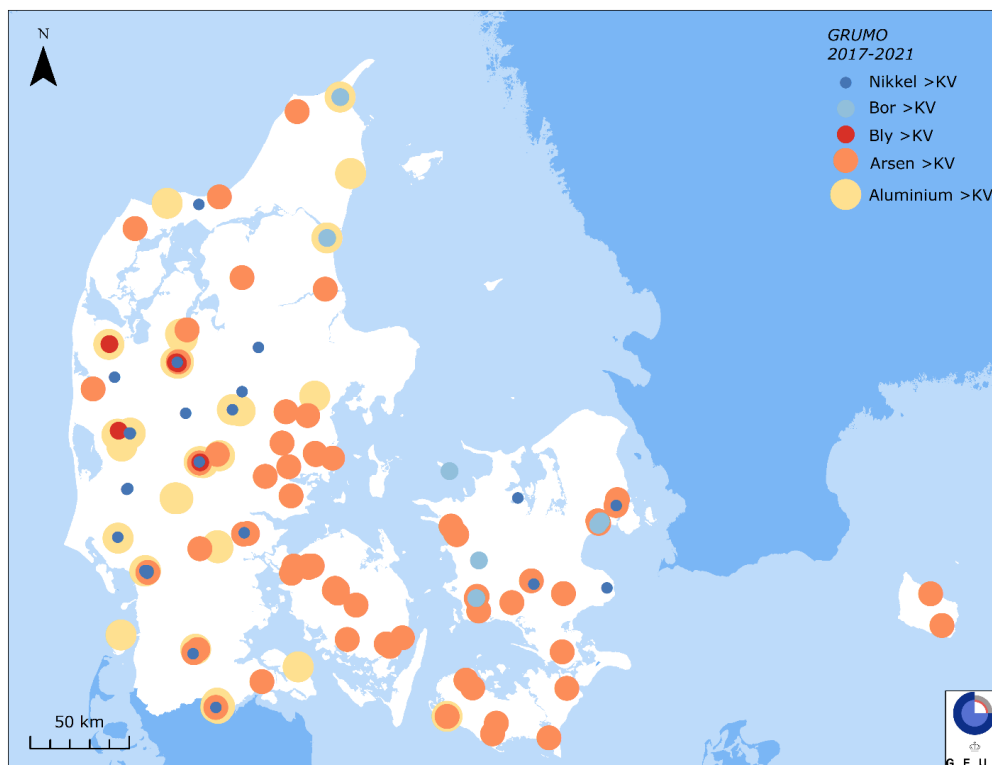 N
GRUMO
2017-2021
Nikkel >KV
Bor >KV
Bly >KV
Arsen >KV
Aluminium >KV
50 km
G E U